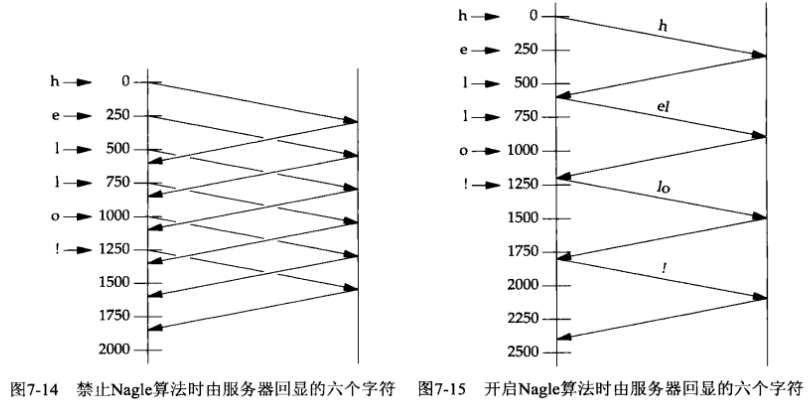 h 0
e 250
l 500
l 750
o 1000
! 1250
1500
1750
2000
图7-14 禁止Nagle算法时由服务器回显的六个字符
h 0
h
e 250
l 500
el
l 750
o 1000
! 1250
lo
1500
1750
!
2000
2250
2500
图7-15 开启Nagle算法时由服务器回显的六个字符